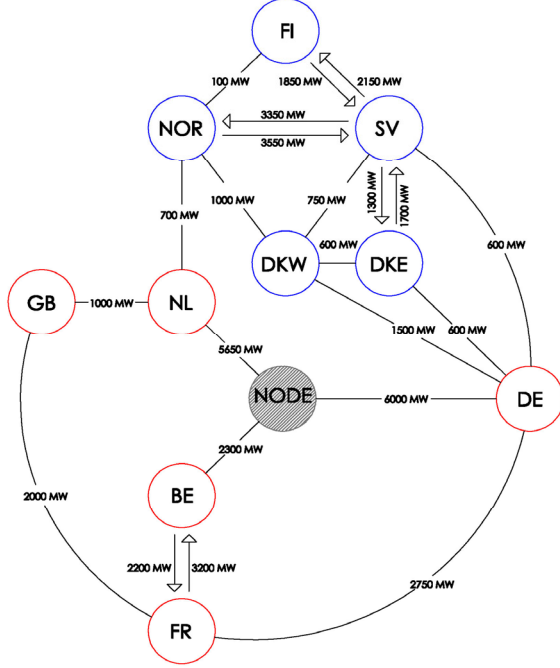 FI
100 MW
1850 MW
2150 MW
NOR
3350 MW
3550 MW
SV
700 MW
1000 MW
750 MW
1300 MW
1700 MW
600 MW
600 MW
DKW
DKE
GB
1000 MW
NL
1500 MW
600 MW
5650 MW
NODE
6000 MW
DE
2300 MW
BE
2000 MW
2200 MW
3200 MW
2750 MW
FR